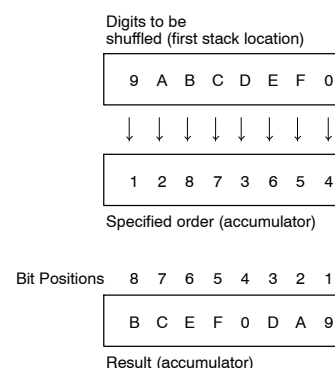 Digits to be
shuffled (first stack location)
9 A B C D E F 0
1 2 8 7 3 6 5 4
Specified order (accumulator)
Bit Positions 8 7 6 5 4 3 2 1
B C E F 0 D A 9
Result (accumulator)